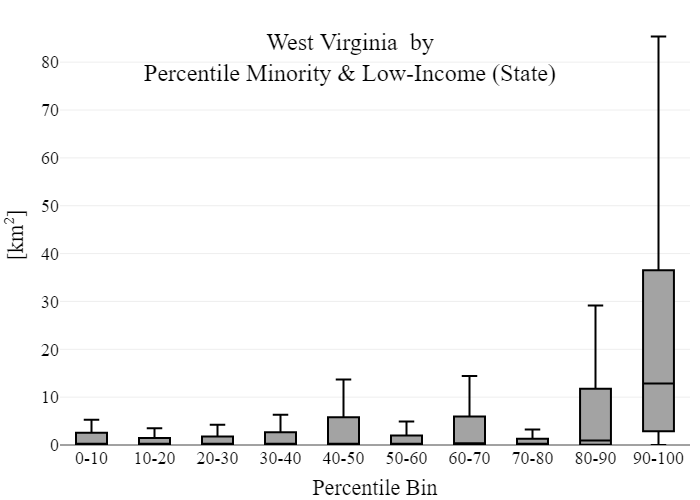 West Virginia by
Percentile Minority & Low-Income (State)
[km²]
80
70
60
50
40
30
20
10
0
0-10 10-20 20-30 30-40 40-50 50-60 60-70 70-80 80-90 90-100
Percentile Bin